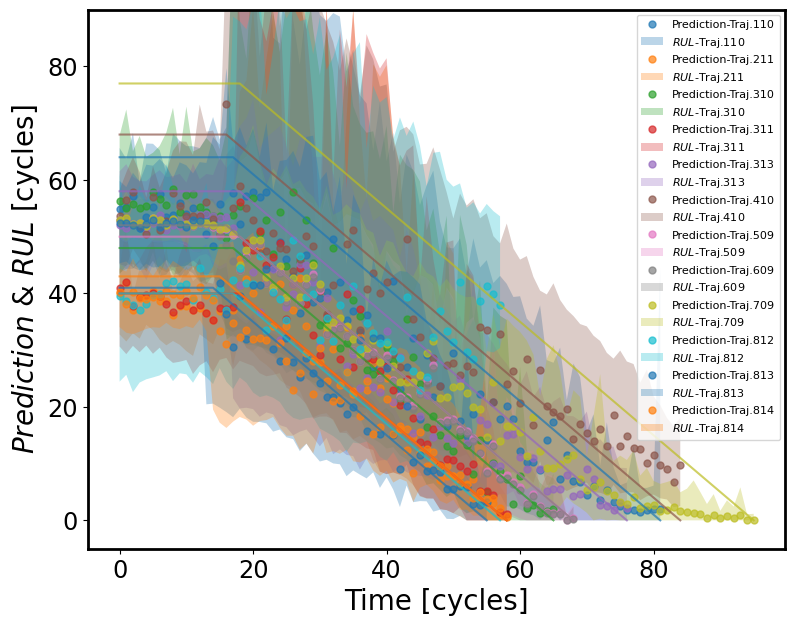 Prediction & RUL [cycles]
80
60
40
20
0
0 20 40 60 80
Time [cycles]
Prediction-Traj.110
RUL-Traj.110
Prediction-Traj.211
RUL-Traj.211
Prediction-Traj.310
RUL-Traj.310
Prediction-Traj.311
RUL-Traj.311
Prediction-Traj.313
RUL-Traj.313
Prediction-Traj.410
RUL-Traj.410
Prediction-Traj.509
RUL-Traj.509
Prediction-Traj.609
RUL-Traj.609
Prediction-Traj.709
RUL-Traj.709
Prediction-Traj.812
RUL-Traj.812
Prediction-Traj.813
RUL-Traj.813
Prediction-Traj.814
RUL-Traj.814